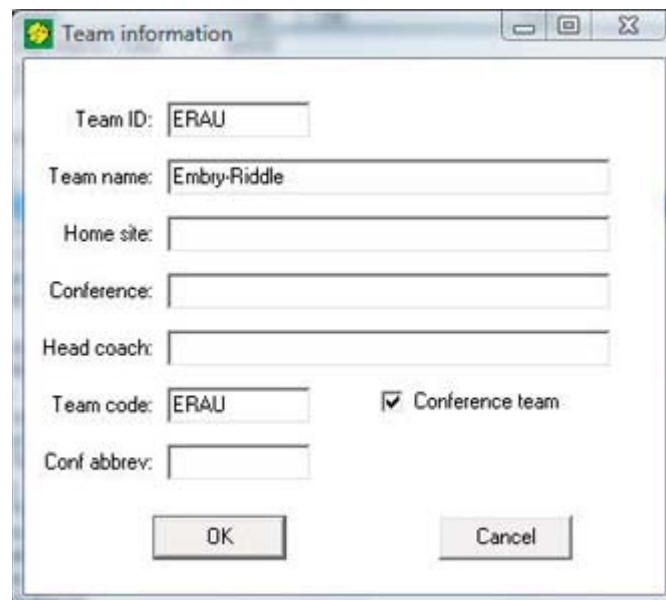 Team information
Team ID: ERAU
Team name: Embry-Riddle
Home site:
Conference:
Head coach:
Team code: ERAU Conference team
Conf abbrev:
OK Cancel